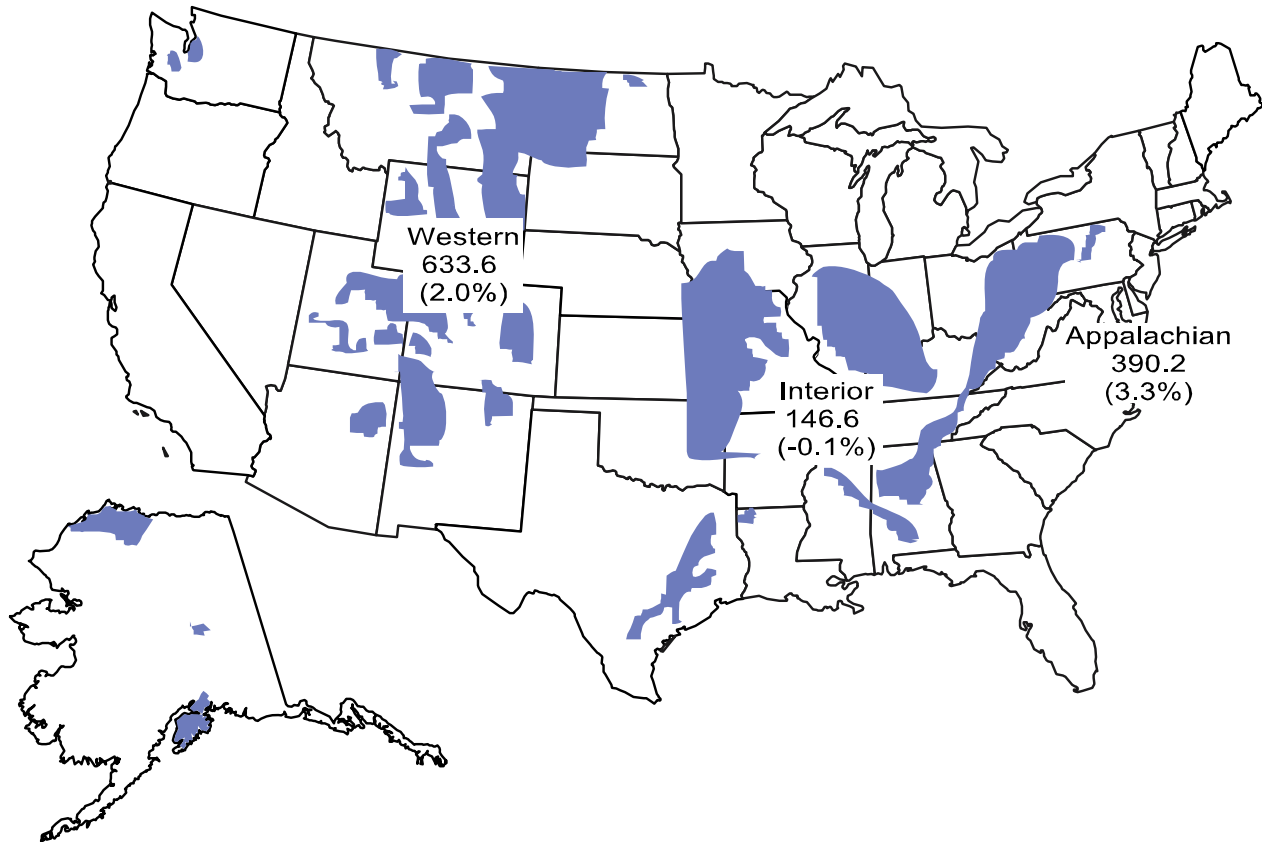 Western
633.6
(2.0%)
Appalachian
390.2
(3.3%)
Interior
146.6
(-0.1%)